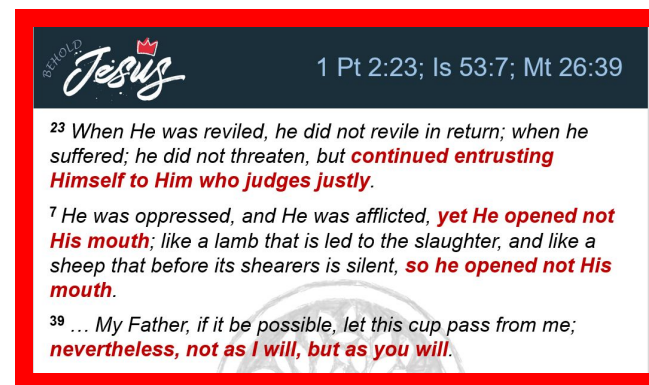 BEHOLD
Jesus
1 Pt 2:23; Is 53:7; Mt 26:39
23 When He was reviled, he did not revile in return; when he
suffered; he did not threaten, but continued entrusting
Himself to Him who judges justly.
7 He was oppressed, and He was afflicted, yet He opened not
His mouth; like a lamb that is led to the slaughter, and like a
sheep that before its shearers is silent, so he opened not His
mouth.
39 … My Father, if it be possible, let this cup pass from me;
nevertheless, not as I will, but as you will.